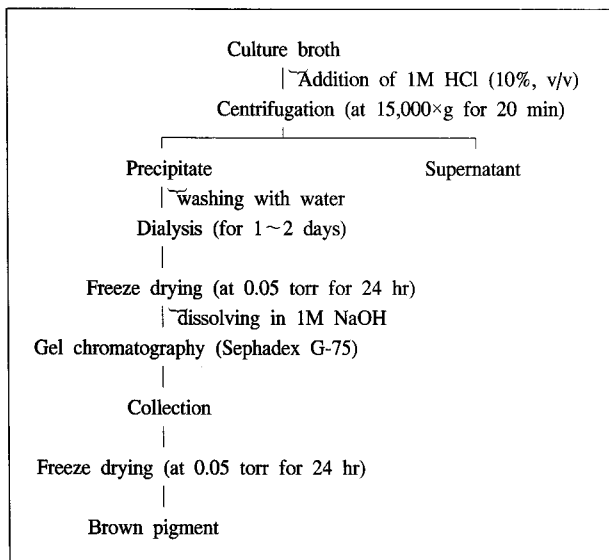 Culture broth
Addition of 1M HCl (10%, v/v)
Centrifugation (at 15,000×g for 20 min)
Precipitate Supernatant
washing with water
Dialysis (for 1~2 days)
Freeze drying (at 0.05 torr for 24 hr)
dissolving in 1M NaOH
Gel chromatography (Sephadex G-75)
Collection
Freeze drying (at 0.05 torr for 24 hr)
Brown pigment